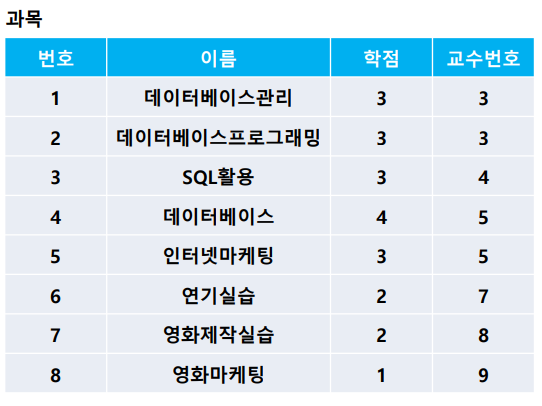 과목
번호 이름 학점 교수번호
1 데이터베이스관리 3 3
2 데이터베이스프로그래밍 3 3
3 SQL활용 3 4
4 데이터베이스 4 5
5 인터넷마케팅 3 5
6 연기실습 2 7
7 영화제작실습 2 8
8 영화마케팅 1 9